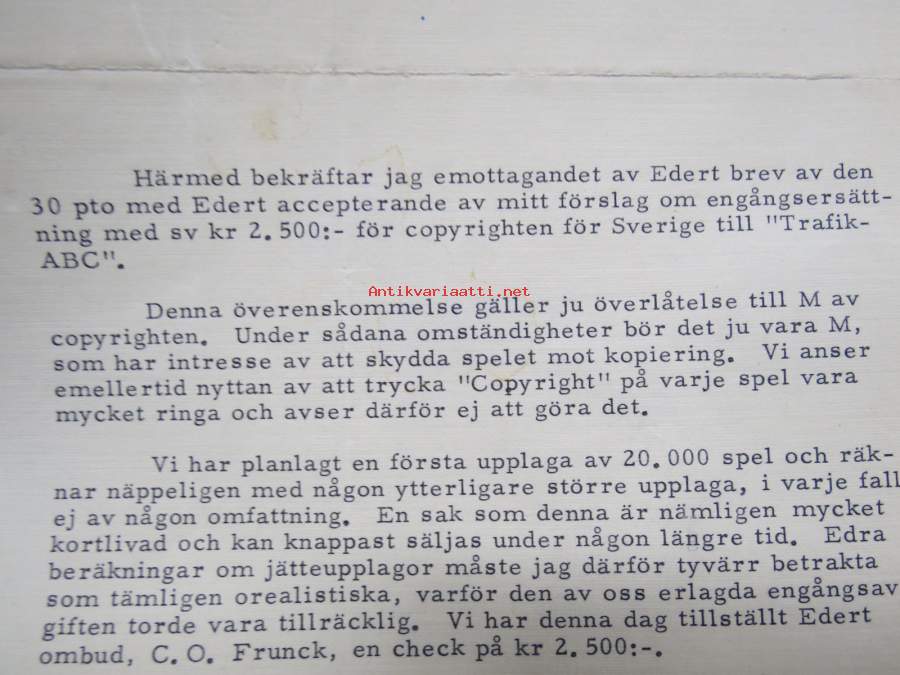 Härmed bekräftar jag emottagandet av Edert brev av den
30 pto med Edert accepterande av mitt förslag om engångsersätt-
ning med sv kr 2.500:- för copyrighten för Sverige till "Trafik-
ABC".
Antikvariaatti.net
Denna överenskommelse gäller ju överlåtelse till M av
copyrighten. Under sådana omständigheter bör det ju vara M,
som har intresse av att skydda spelet mot kopiering. Vi anser
emellertid nyttan av att trycka "Copyright" på varje spel vara
mycket ringa och avser därför ej att göra det.
Vi har planlagt en första upplaga av 20.000 spel och räk-
nar näppeligen med någon ytterligare större upplaga, i varje fall
ej av någon omfattning. En sak som denna är nämligen mycket
kortlivad och kan knappast säljas under någon längre tid. Edra
beräkningar om jätteupplagor måste jag därför tyvärr betrakta
som tämligen orealistiska, varför den av oss erlagda engångsav
giften torde vara tillräcklig. Vi har denna dag tillställt Edert
ombud, C.O. Frunck, en check på kr 2.500:-.